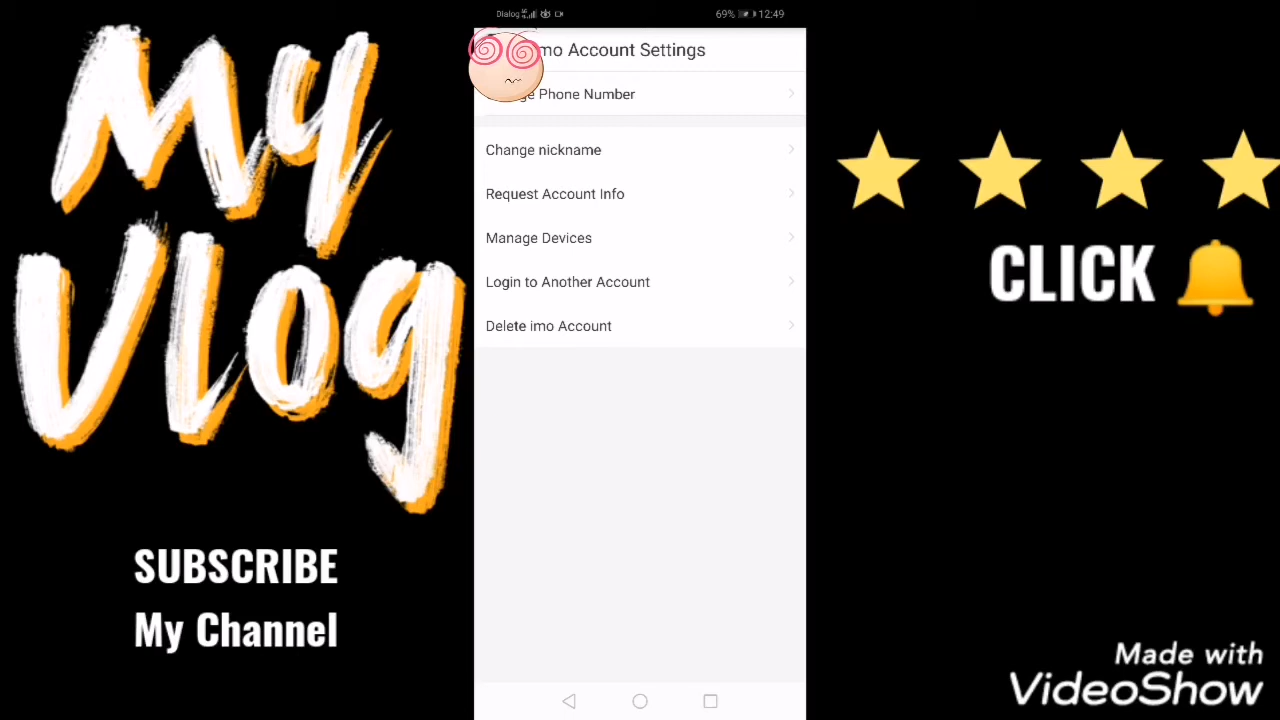 My
Vlog
SUBSCRIBE
My Channel
Dialog 69% 12:49
mo Account Settings
ge Phone Number
Change nickname
Request Account Info
Manage Devices
Login to Another Account
Delete imo Account
CLICK
Made with
VideoShow